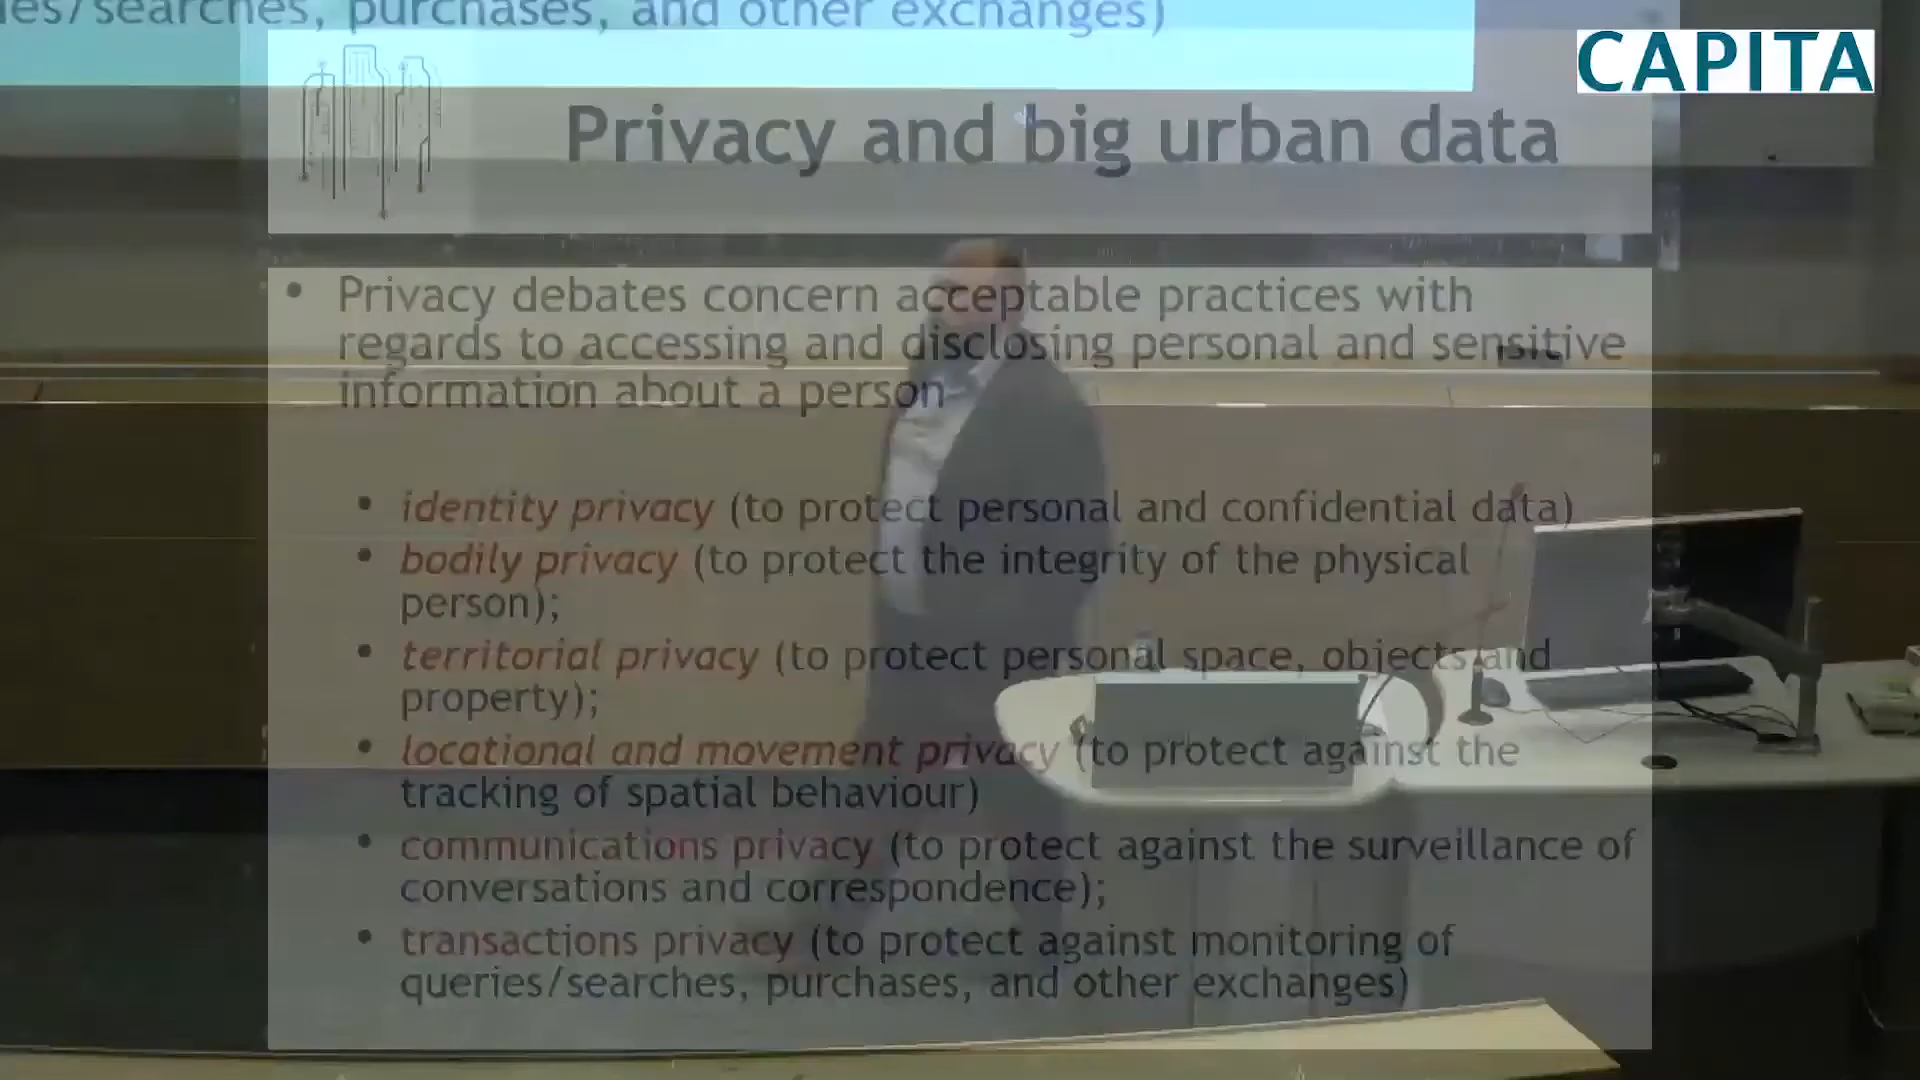 ies/searches, purchases, and other exchanges)
CAPITA
Privacy and big urban data
• Privacy debates concern acceptable practices with
regards to accessing and disclosing personal and sensitive
information about a person
• identity privacy (to protect personal and confidential data)
• bodily privacy (to protect the integrity of the physical
person);
• territorial privacy (to protect personal space, objects and
property);
• locational and movement privacy (to protect against the
tracking of spatial behaviour)
• communications privacy (to protect against the surveillance of
conversations and correspondence);
• transactions privacy (to protect against monitoring of
queries/searches, purchases, and other exchanges)